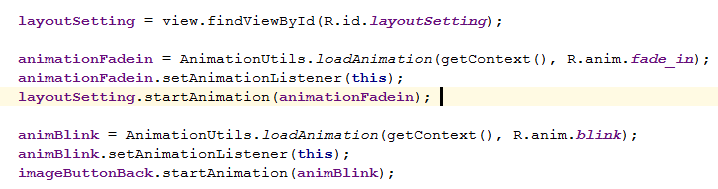 layoutSetting = view.findViewById(R.id.layoutSetting);
animationFadein = AnimationUtils.loadAnimation(getContext(), R.anim.fade_in);
animationFadein.setAnimationListener(this);
layoutSetting.startAnimation(animationFadein);
animBlink = AnimationUtils.loadAnimation(getContext(), R.anim.blink);
animBlink.setAnimationListener(this);
imageButtonBack.startAnimation(animBlink);